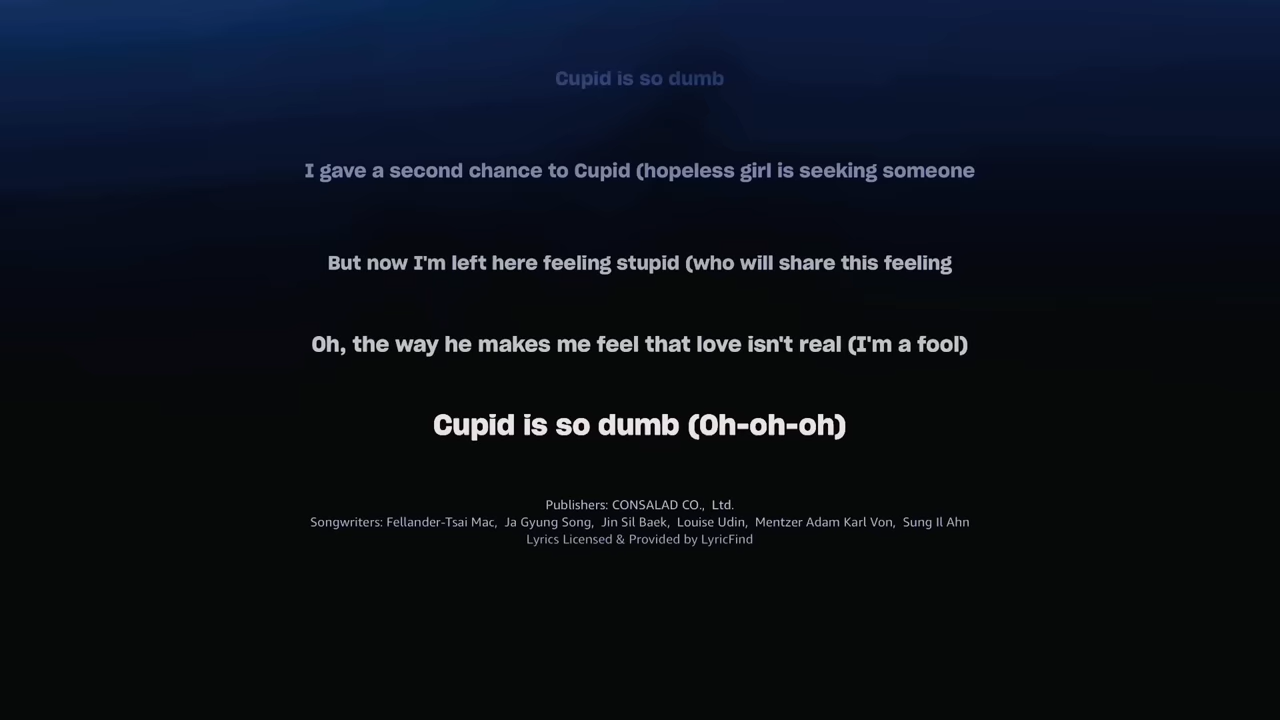 Cupid is so dumb
I gave a second chance to Cupid (hopeless girl is seeking someone
But now I'm left here feeling stupid (who will share this feeling
Oh, the way he makes me feel that love isn't real (I'm a fool)
Cupid is so dumb (Oh-oh-oh)
Publishers: CONSALAD CO.,  Ltd.
Songwriters: Fellander-Tsai Mac,  Ja Gyung Song,  Jin Sil Baek,  Louise Udin,  Mentzer Adam Karl Von,  Sung Il Ahn
Lyrics Licensed & Provided by LyricFind